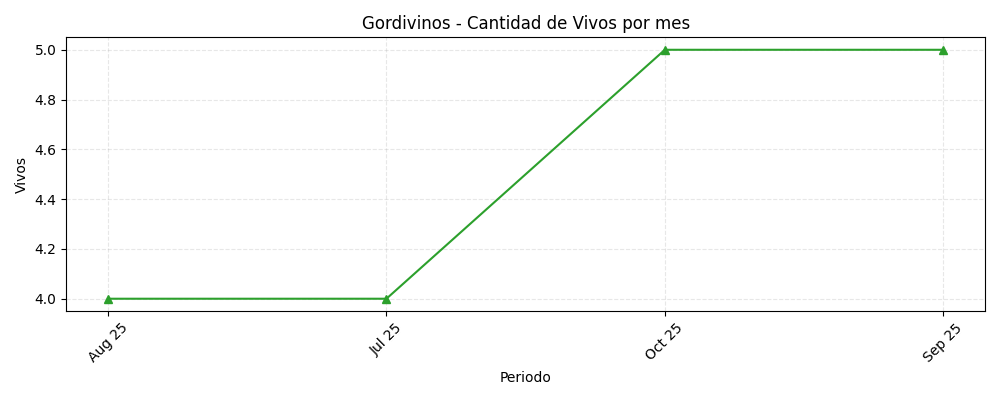 Gordivinos - Cantidad de Vivos por mes
Vivos
5.0
4.8
4.6
4.4
4.2
4.0
Aug 25
Jul 25
Oct 25
Sep 25
Periodo